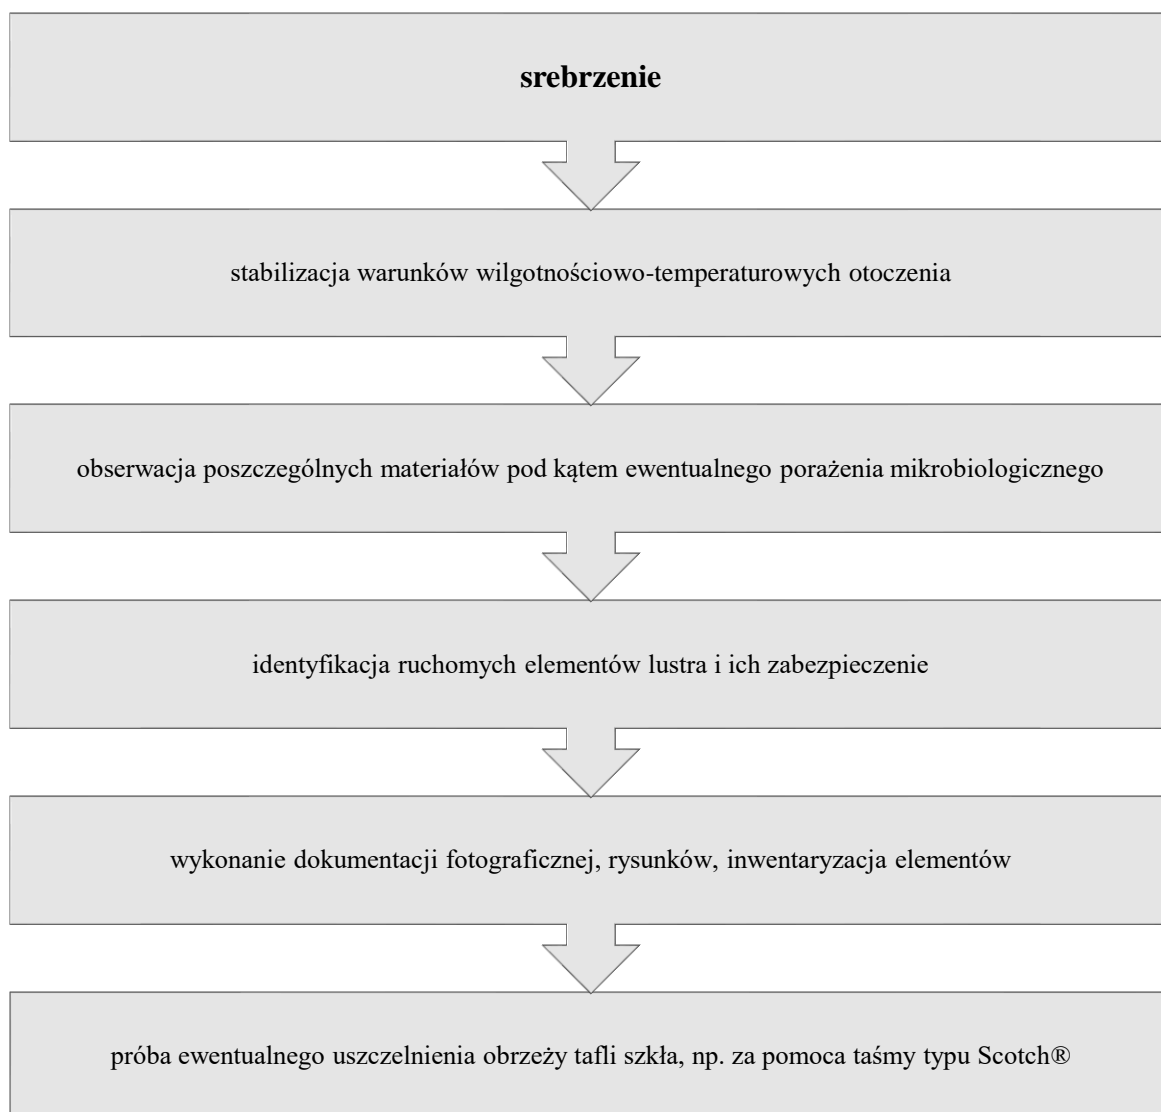 srebrzenie
stabilizacja warunków wilgotnościowo-temperaturowych otoczenia
obserwacja poszczególnych materiałów pod kątem ewentualnego porażenia mikrobiologicznego
identyfikacja ruchomych elementów lustra i ich zabezpieczenie
wykonanie dokumentacji fotograficznej, rysunków, inwentaryzacja elementów
próba ewentualnego uszczelnienia obrzeży tafli szkła, np. za pomoca taśmy typu Scotch®